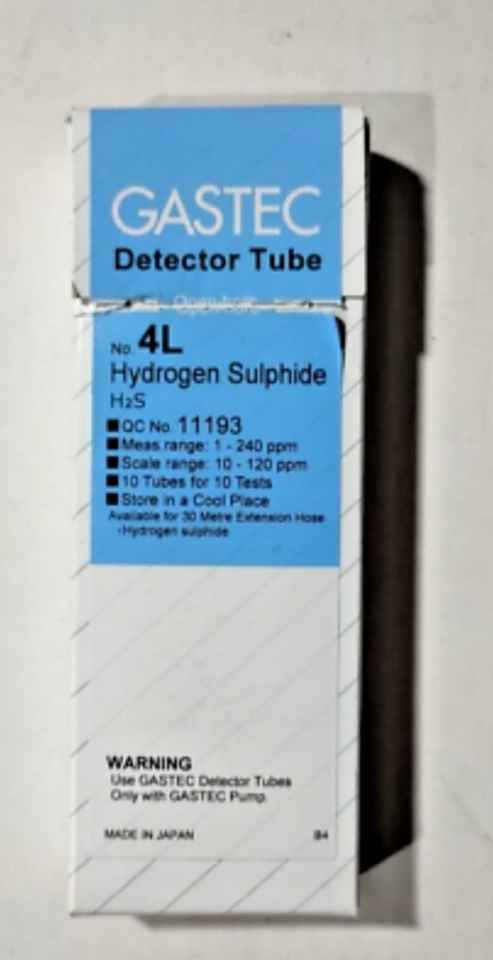 GASTEC
Detector Tube
No. 4L
Hydrogen Sulphide
H₂S
■QC No. 11193
■Meas range: 1 - 240 ppm
■Scale range: 10 - 120 ppm
■10 Tubes for 10 Tests
■Store in a Cool Place
Available for 30 Metre Extension Hose
・Hydrogen sulphide
WARNING
Use GASTEC Detector Tubes
Only with GASTEC Pump.
MADE IN JAPAN
B4